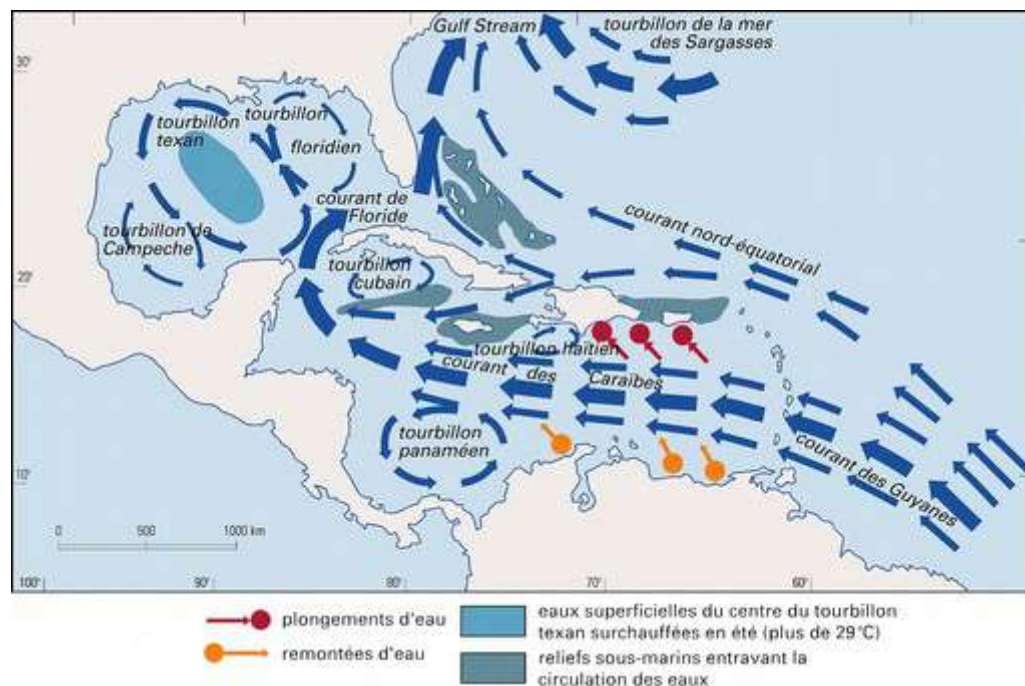 Gulf Stream
tourbillon de la mer
des Sargasses
30'
tourbillon
texan
tourbillon
floridien
courant de
Floride
tourbillon de
Campeche
courant nord-équatorial
20'
tourbillon
cubain
tourbillon haïtien
courant des Caraïbes
tourbillon
panaméen
courant des Guyanes
10'
0 500 1000 km
100' 90' 80' 70' 60'
plongements d'eau
remontées d'eau
eaux superficielles du centre du tourbillon
texan surchauffées en été (plus de 29°C)
reliefs sous-marins entravant la
circulation des eaux